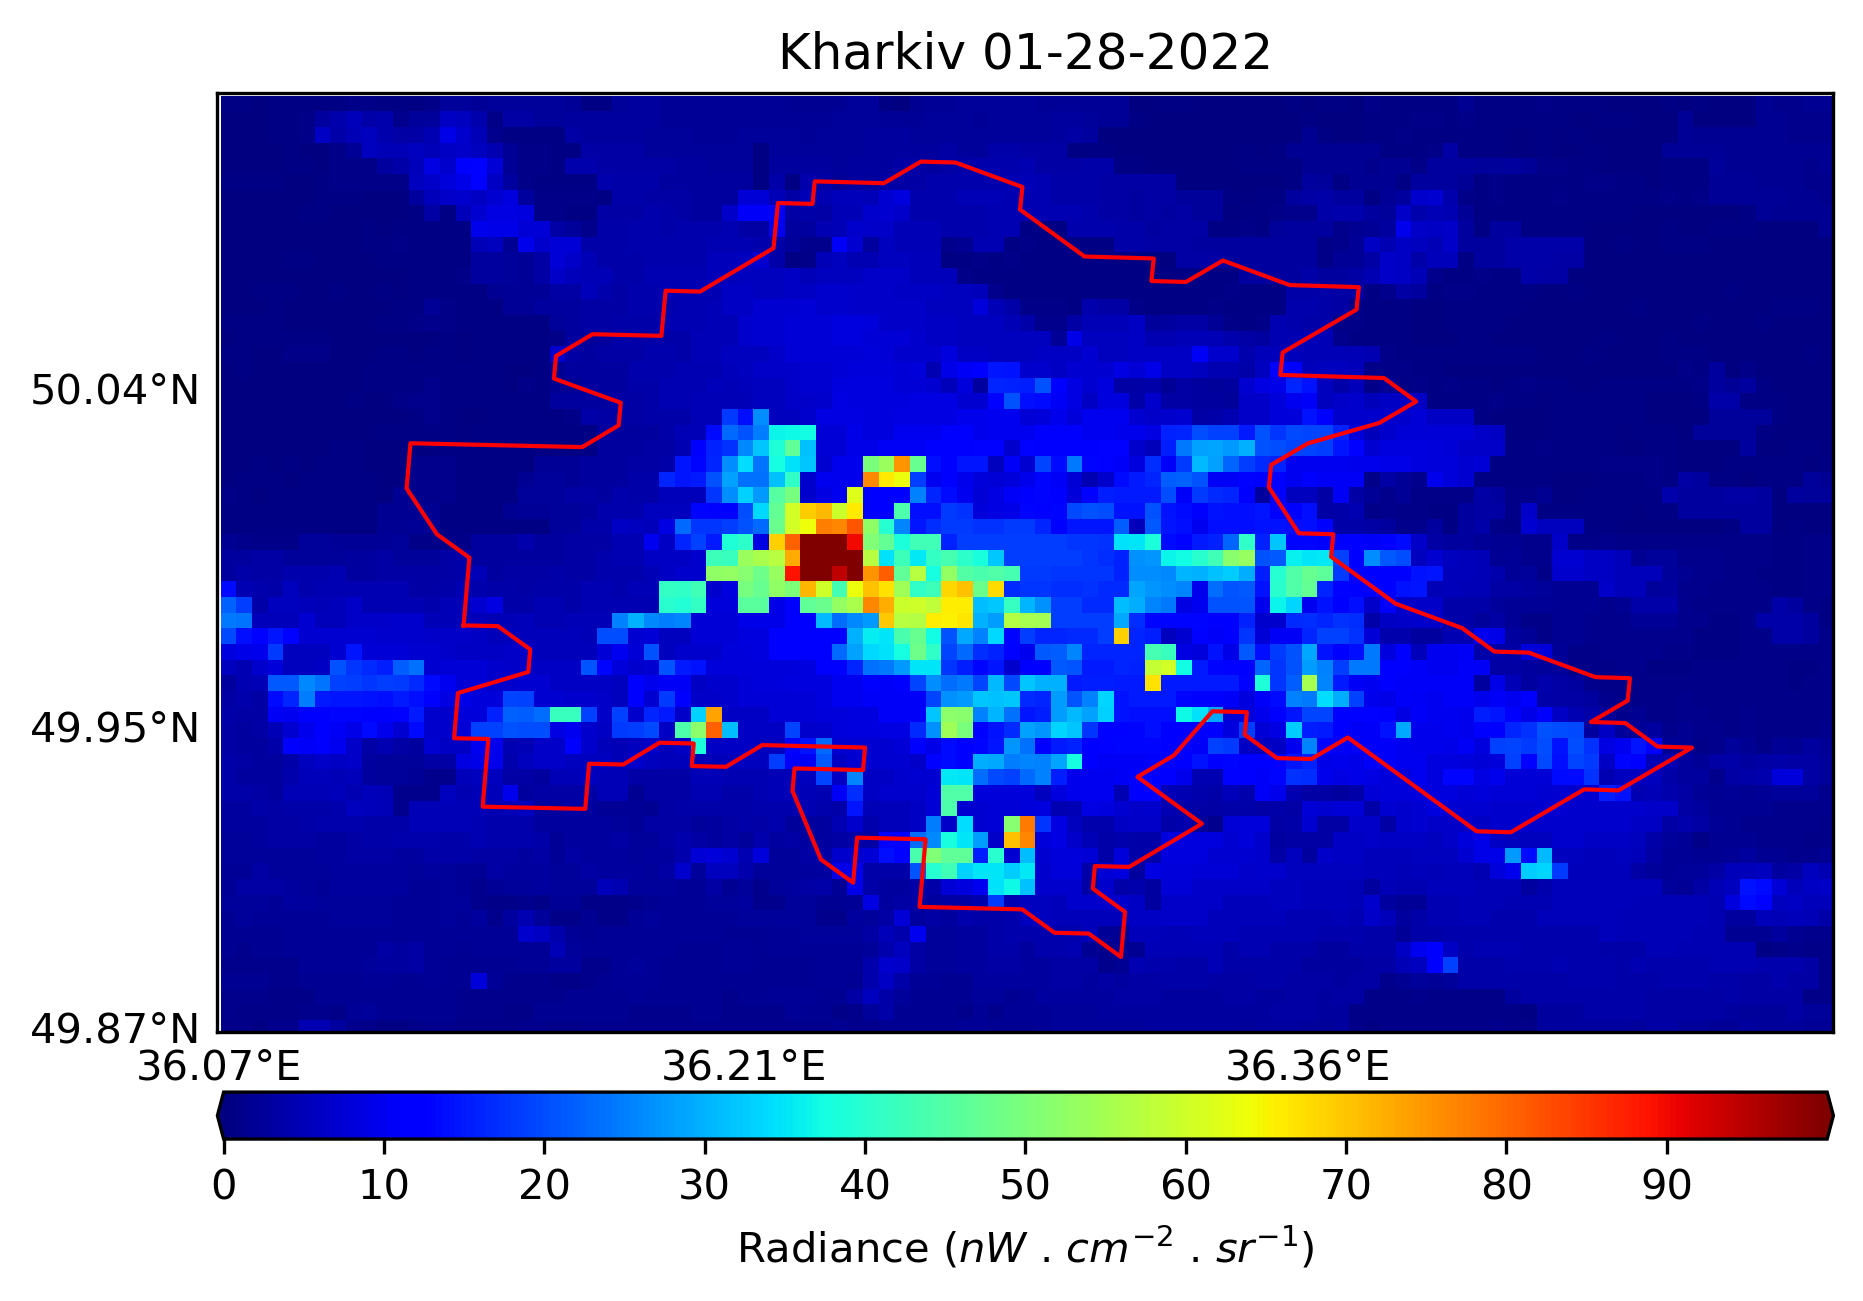 Kharkiv 01-28-2022
50.04°N
49.95°N
49.87°N
36.07°E 36.21°E 36.36°E
0 10 20 30 40 50 60 70 80 90
Radiance (nW . cm⁻² . sr⁻¹)